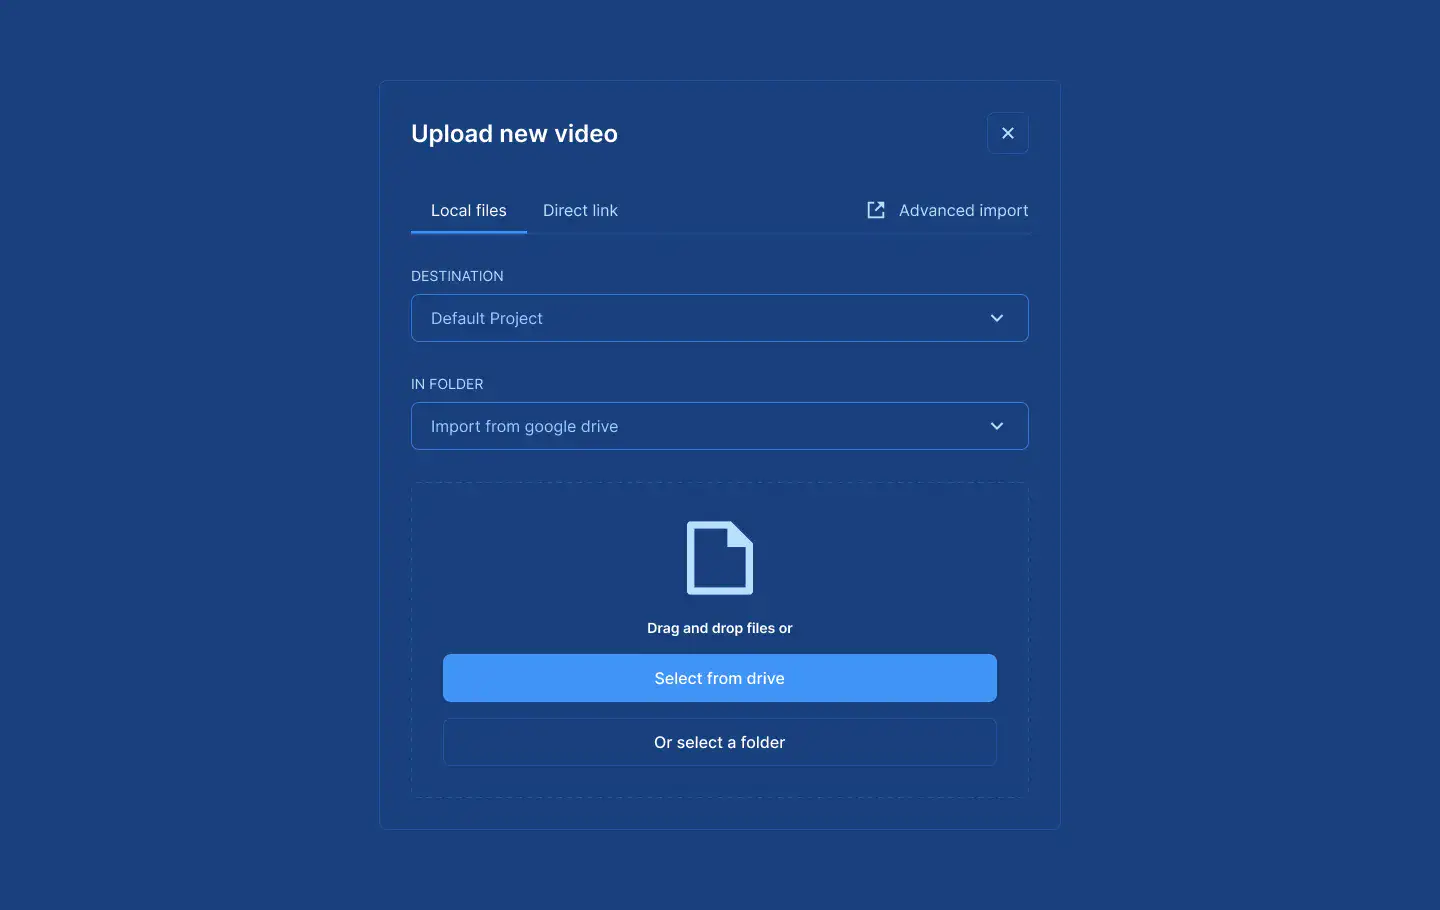 Upload new video
Local files
Direct link
Advanced import
DESTINATION
Default Project
IN FOLDER
Import from google drive
Drag and drop files or
Select from drive
Or select a folder